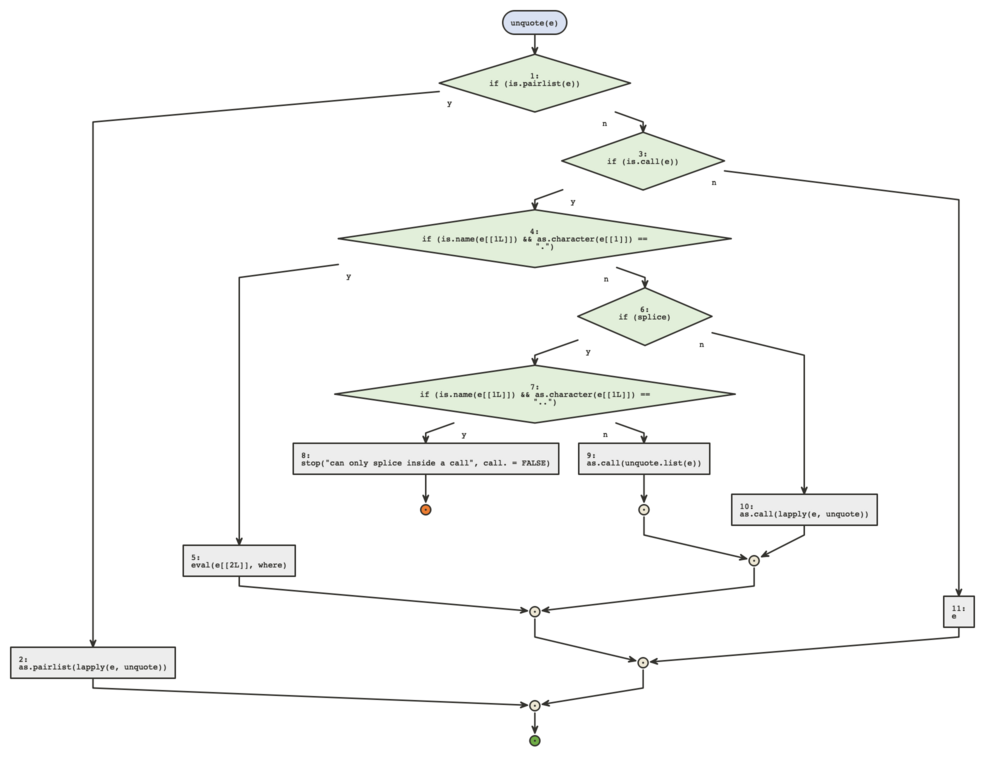 unquote(e)
1:
if (is.pairlist(e))
y
n
3:
if (is.call(e))
n
y
4:
if (is.name(e[[1L]]) && as.character(e[[1]]) ==
".")
y
n
6:
if (splice)
y
n
7:
if (is.name(e[[1L]]) && as.character(e[[1L]]) ==
"..")
y
n
8:
stop("can only splice inside a call", call. = FALSE)
9:
as.call(unquote.list(e))
10:
as.call(lapply(e, unquote))
5:
eval(e[[2L]], where)
11:
e
2:
as.pairlist(lapply(e, unquote))